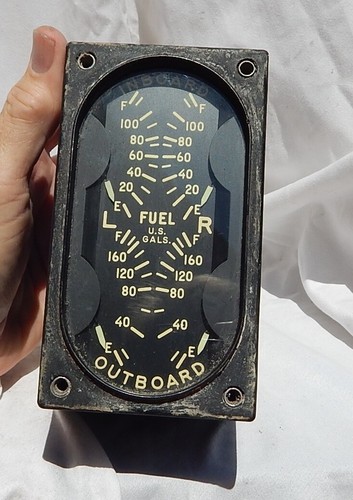 INBOARD
F F
100 100
80 80
60 60
40 40
20 20
E E
L FUEL R
U.S.
GALS.
F F
160 160
120 120
80 80
40 40
E E
OUTBOARD